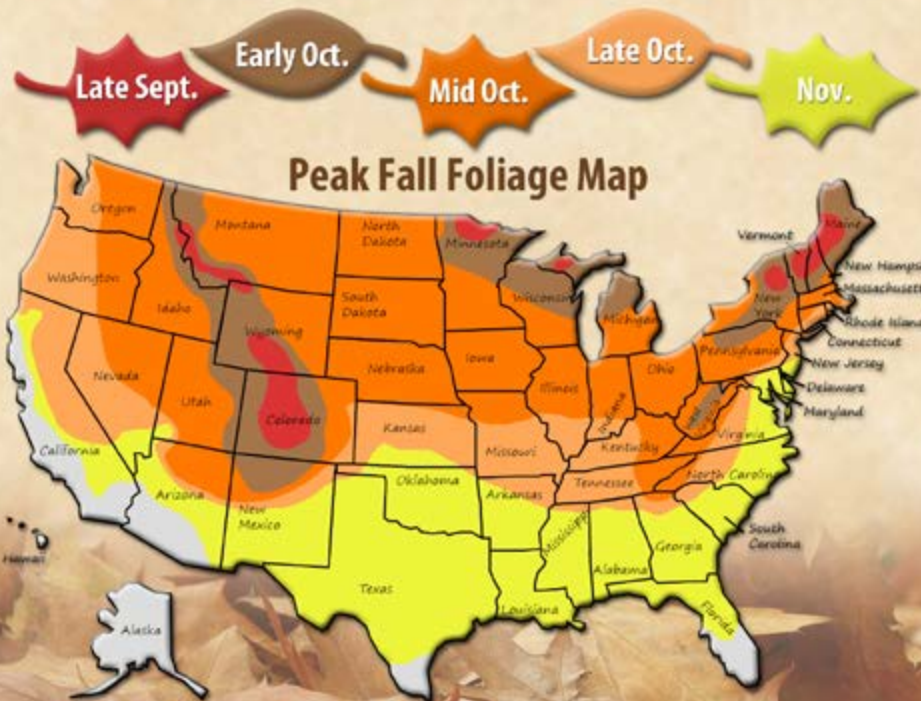 Late Sept.
Early Oct.
Mid Oct.
Late Oct.
Nov.
Peak Fall Foliage Map
Oregon
Washington
Montana
Idaho
Wyoming
North
Dakota
South
Dakota
Minnesota
Wisconsin
Michigan
Nebraska
Iowa
Illinois
Indiana
Ohio
Nevada
Utah
Colorado
Kansas
Missouri
Kentucky
California
Arizona
New
Mexico
Oklahoma
Arkansas
Tennessee
Texas
Louisiana
Mississippi
Alabama
Georgia
Florida
Vermont
Maine
New Hamps
Massachusett
Rhode Islan
Connecticut
New
York
Pennsylvania
New Jersey
Delaware
Maryland
Virginia
North Carolin
South
Carolina
Hawaii
Alaska